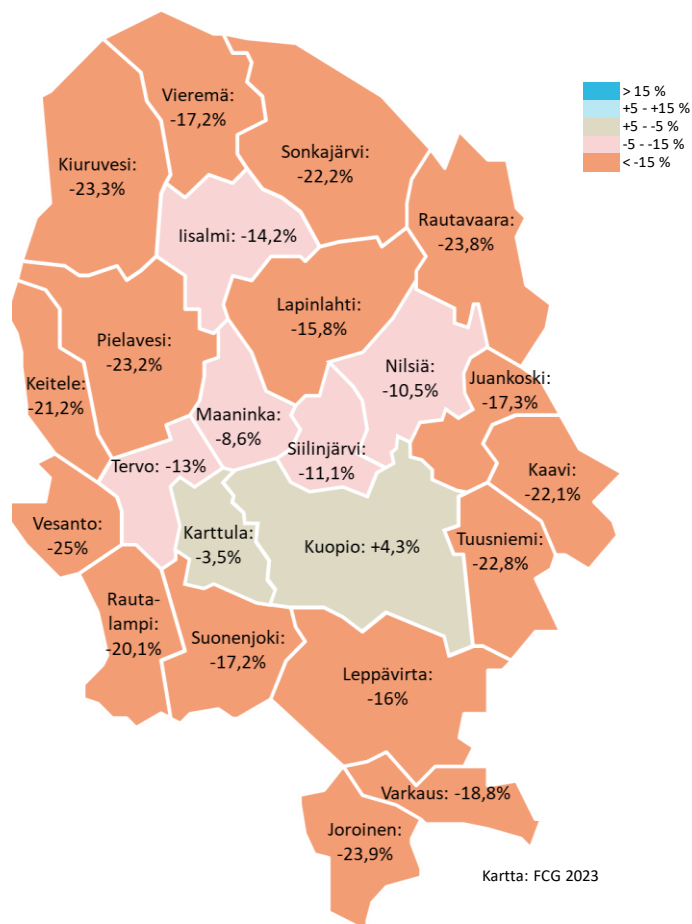 > 15 %
+5 - +15 %
+5 - -5 %
-5 - -15 %
< -15 %
Vieremä:
-17,2%
Kiuruvesi:
-23,3%
Sonkajärvi:
-22,2%
Rautavaara:
-23,8%
Iisalmi: -14,2%
Lapinlahti:
-15,8%
Pielavesi:
-23,2%
Keitele:
-21,2%
Nilsiä:
-10,5%
Juankoski:
-17,3%
Maaninka:
-8,6%
Siilinjärvi:
-11,1%
Tervo: -13%
Kaavi:
-22,1%
Vesanto:
-25%
Karttula:
-3,5%
Kuopio: +4,3%
Tuusniemi:
-22,8%
Rauta-
lampi:
-20,1%
Suonenjoki:
-17,2%
Leppävirta:
-16%
Varkaus: -18,8%
Joroinen:
-23,9%
Kartta: FCG 2023